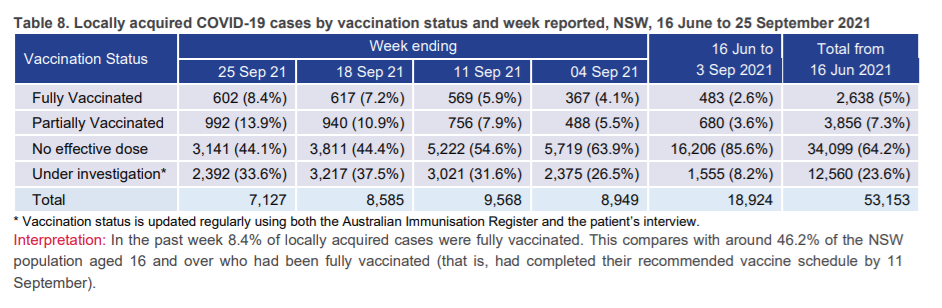 Table 8. Locally acquired COVID-19 cases by vaccination status and week reported, NSW, 16 June to 25 September 2021
Vaccination Status Week ending 16 Jun to 3 Sep 2021 Total from 16 Jun 2021
25 Sep 21 18 Sep 21 11 Sep 21 04 Sep 21
Fully Vaccinated 602 (8.4%) 617 (7.2%) 569 (5.9%) 367 (4.1%) 483 (2.6%) 2,638 (5%)
Partially Vaccinated 992 (13.9%) 940 (10.9%) 756 (7.9%) 488 (5.5%) 680 (3.6%) 3,856 (7.3%)
No effective dose 3,141 (44.1%) 3,811 (44.4%) 5,222 (54.6%) 5,719 (63.9%) 16,206 (85.6%) 34,099 (64.2%)
Under investigation* 2,392 (33.6%) 3,217 (37.5%) 3,021 (31.6%) 2,375 (26.5%) 1,555 (8.2%) 12,560 (23.6%)
Total 7,127 8,585 9,568 8,949 18,924 53,153
* Vaccination status is updated regularly using both the Australian Immunisation Register and the patient's interview.
Interpretation: In the past week 8.4% of locally acquired cases were fully vaccinated. This compares with around 46.2% of the NSW
population aged 16 and over who had been fully vaccinated (that is, had completed their recommended vaccine schedule by 11
September).